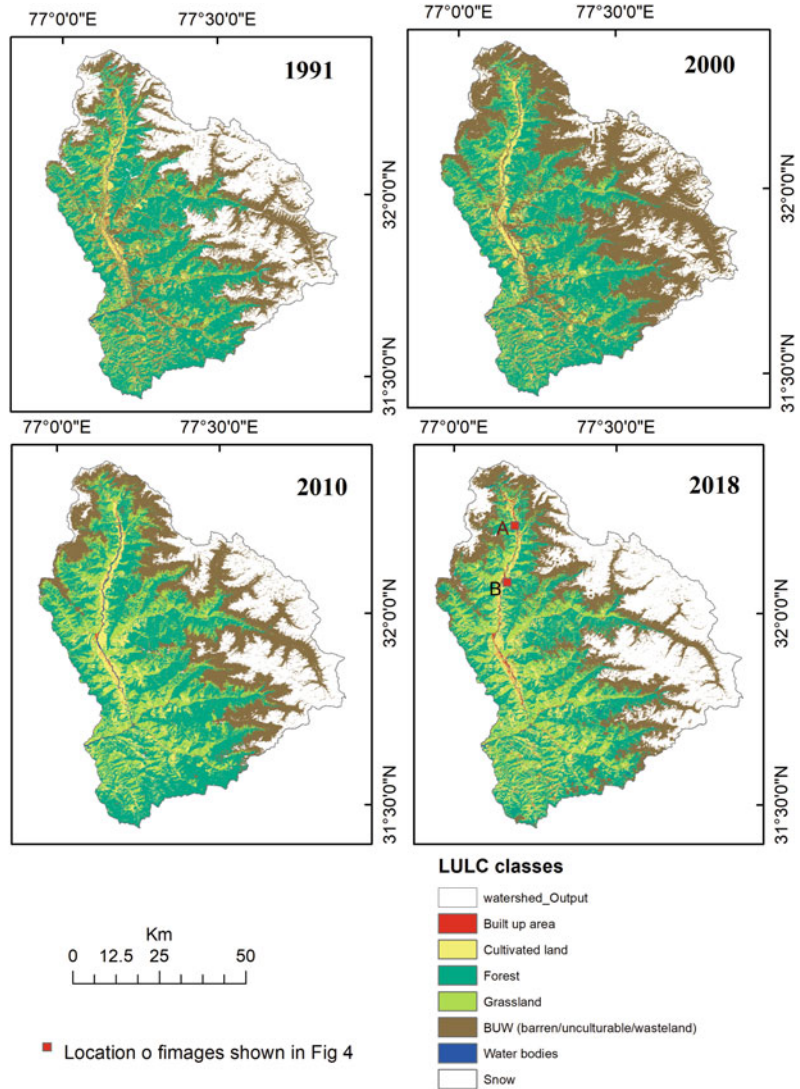 77°0'0"E 77°30'0"E 77°0'0"E 77°30'0"E
1991
2000
32°0'0"N
32°0'0"N
31°30'0"N
31°30'0"N
77°0'0"E 77°30'0"E 77°0'0"E 77°30'0"E
2010
2018
A
B
32°0'0"N
32°0'0"N
31°30'0"N
31°30'0"N
LULC classes
watershed_Output
Built up area
Cultivated land
Forest
Grassland
BUW (barren/unculturable/wasteland)
Water bodies
Snow
Km
0 12.5 25 50
Location o fimages shown in Fig 4